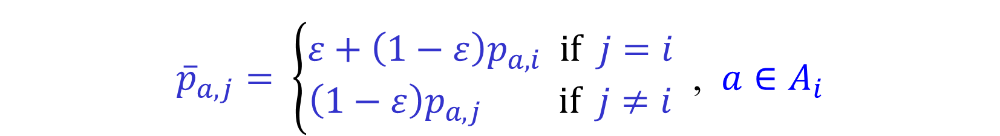 p̄_{a,j} = { ε + (1 − ε)p_{a,i} if j = i
(1 − ε)p_{a,j} if j ≠ i , a ∈ A_i